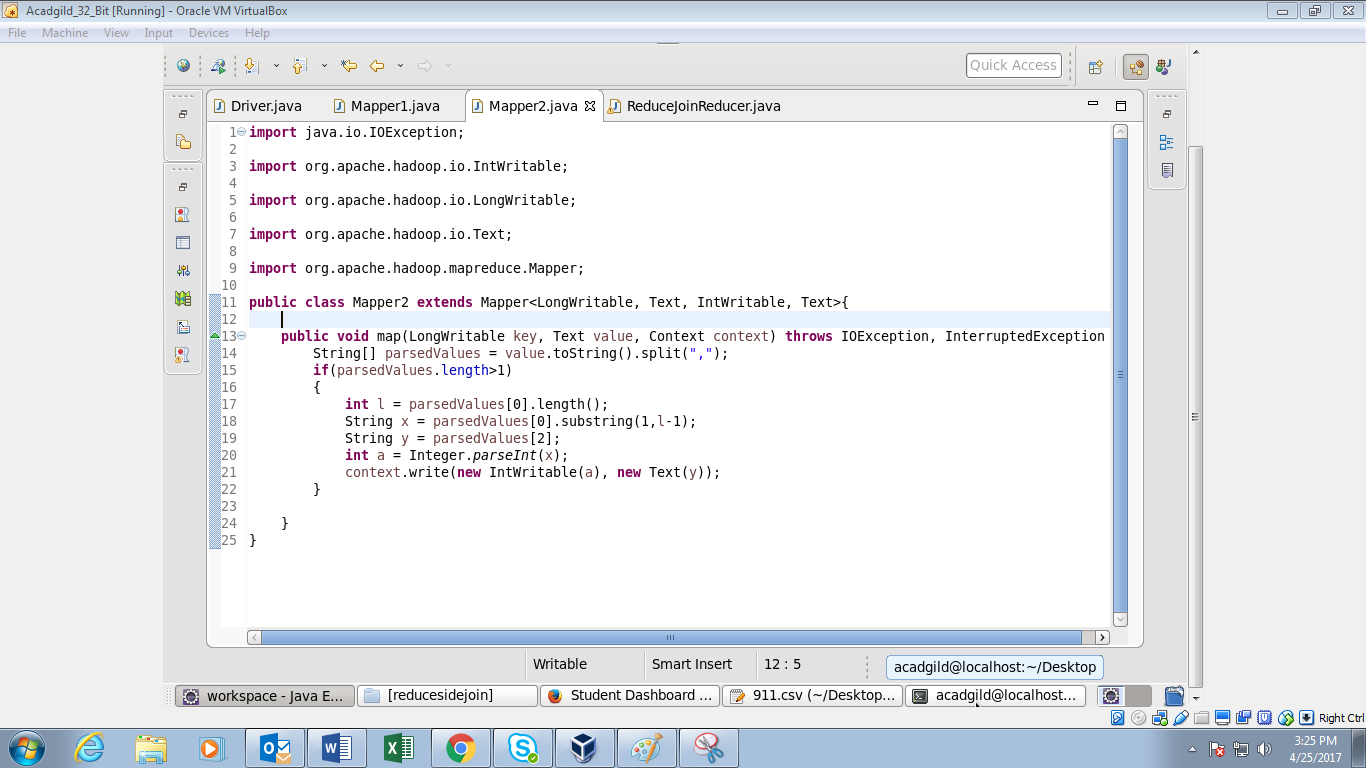 Acadgild_32_Bit [Running] - Oracle VM VirtualBox
File Machine View Input Devices Help
Quick Access
Driver.java Mapper1.java Mapper2.java ReduceJoinReducer.java
1 import java.io.IOException;
2
3 import org.apache.hadoop.io.IntWritable;
4
5 import org.apache.hadoop.io.LongWritable;
6
7 import org.apache.hadoop.io.Text;
8
9 import org.apache.hadoop.mapreduce.Mapper;
10
11 public class Mapper2 extends Mapper<LongWritable, Text, IntWritable, Text>{
12
13 public void map(LongWritable key, Text value, Context context) throws IOException, InterruptedException
14 String[] parsedValues = value.toString().split(",");
15 if(parsedValues.length>1)
16 {
17 int l = parsedValues[0].length();
18 String x = parsedValues[0].substring(1,l-1);
19 String y = parsedValues[2];
20 int a = Integer.parseInt(x);
21 context.write(new IntWritable(a), new Text(y));
22 }
23
24 }
25 }
Writable Smart Insert 12 : 5 acadgild@localhost:~/Desktop
workspace - Java E... [reducesidejoin] Student Dashboard ... 911.csv (~/Desktop... acadgild@localhost...
Right Ctrl
3:25 PM
4/25/2017